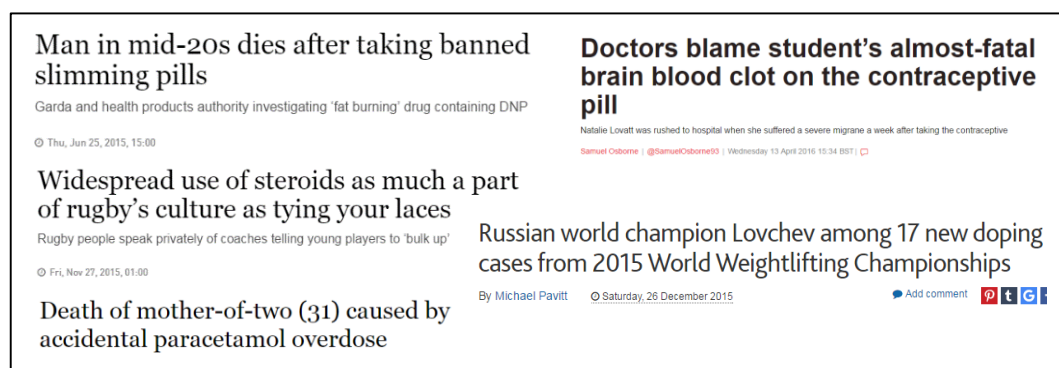 Man in mid-20s dies after taking banned
slimming pills
Garda and health products authority investigating 'fat burning' drug containing DNP
Thu, Jun 25, 2015, 15:00
Widespread use of steroids as much a part
of rugby's culture as tying your laces
Rugby people speak privately of coaches telling young players to 'bulk up'
Fri, Nov 27, 2015, 01:00
Death of mother-of-two (31) caused by
accidental paracetamol overdose
Doctors blame student's almost-fatal
brain blood clot on the contraceptive
pill
Natalie Lovatt was rushed to hospital when she suffered a severe migrane a week after taking the contraceptive
Samuel Osborne | @SamuelOsborne93 | Wednesday 13 April 2016 15:34 BST |
Russian world champion Lovchev among 17 new doping
cases from 2015 World Weightlifting Championships
By Michael Pavitt Saturday, 26 December 2015 Add comment